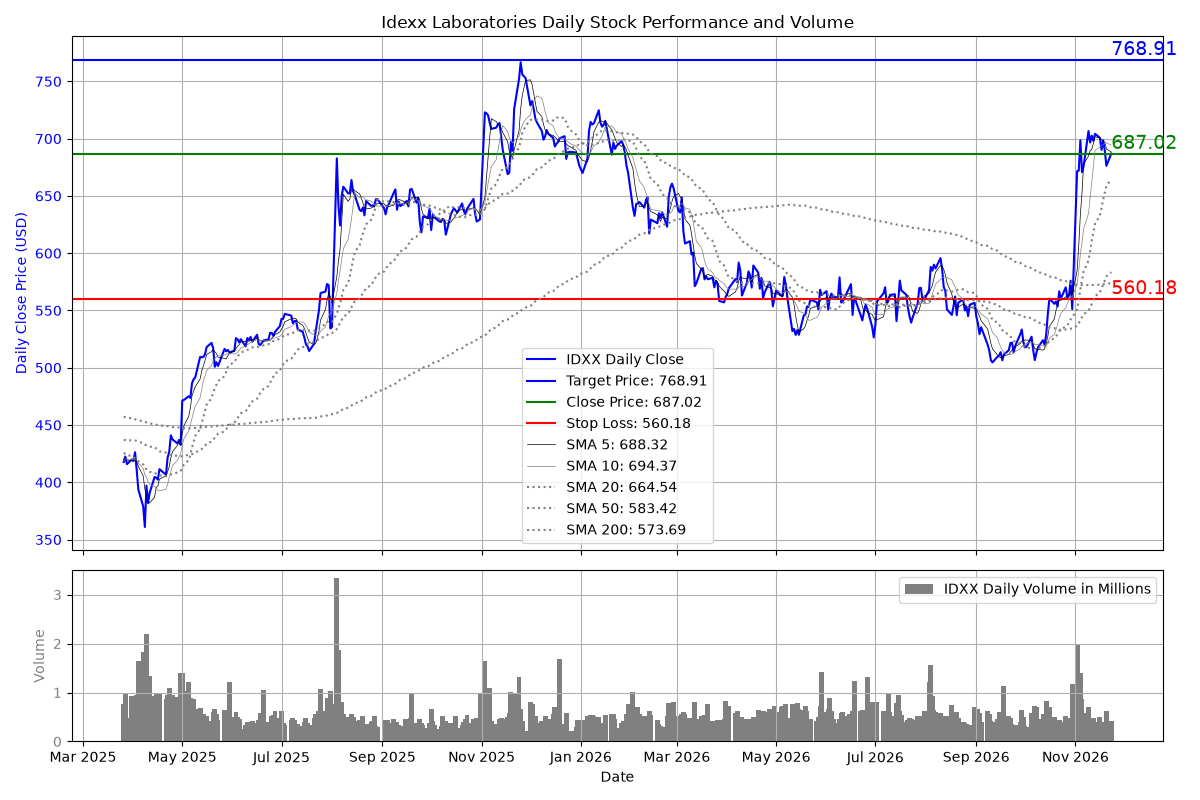 Idexx Laboratories Daily Stock Performance and Volume
768.91
687.02
560.18
Daily Close Price (USD)
750
700
650
600
550
500
450
400
350
IDXX Daily Close
Target Price: 768.91
Close Price: 687.02
Stop Loss: 560.18
SMA 5: 688.32
SMA 10: 694.37
SMA 20: 664.54
SMA 50: 583.42
SMA 200: 573.69
IDXX Daily Volume in Millions
Volume
3
2
1
0
Mar 2025
May 2025
Jul 2025
Sep 2025
Nov 2025
Jan 2026
Mar 2026
May 2026
Jul 2026
Sep 2026
Nov 2026
Date